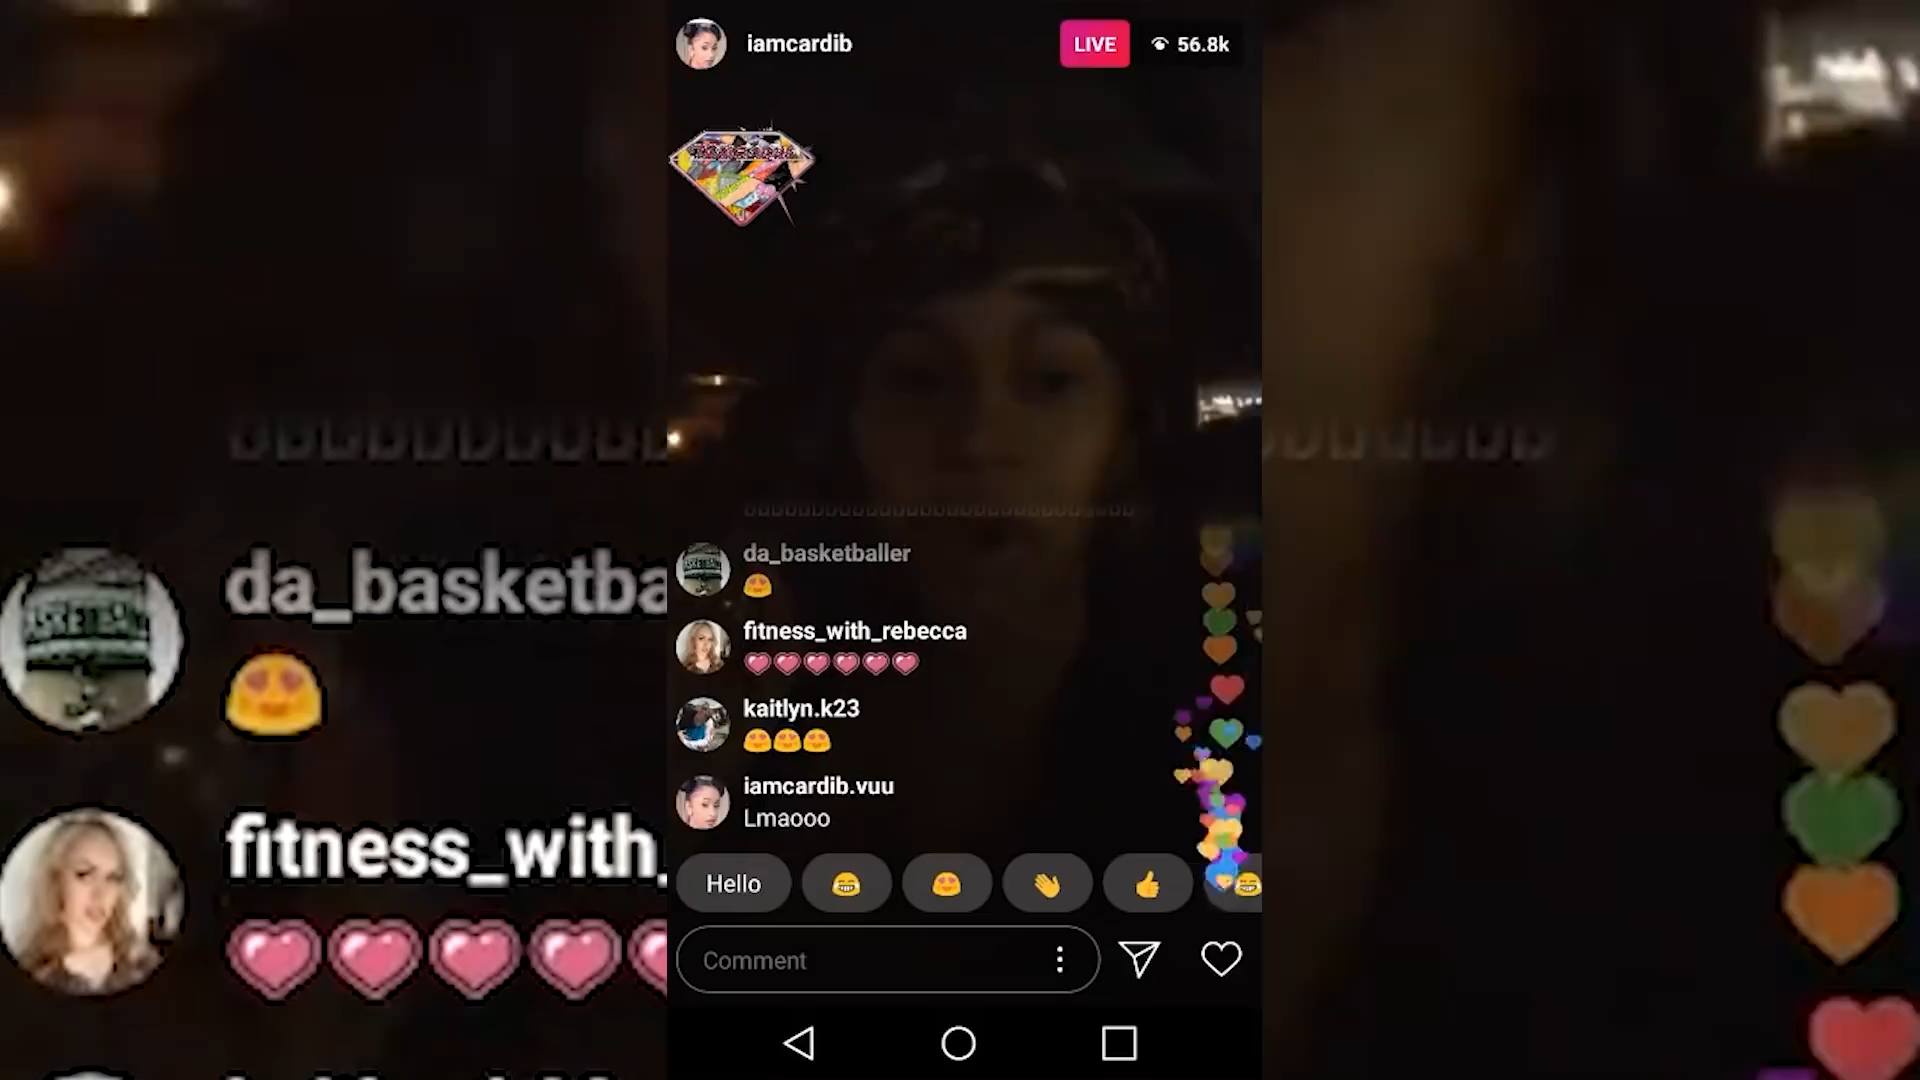 iamcardib
LIVE
56.8k
da_basketballer
😍
fitness_with_rebecca
💗💗💗💗💗💗
kaitlyn.k23
😍😍😍
iamcardib.vuu
Lmaooo
Hello
😂
😍
👋
👍
😂
Comment
da_basketba
fitness_with_